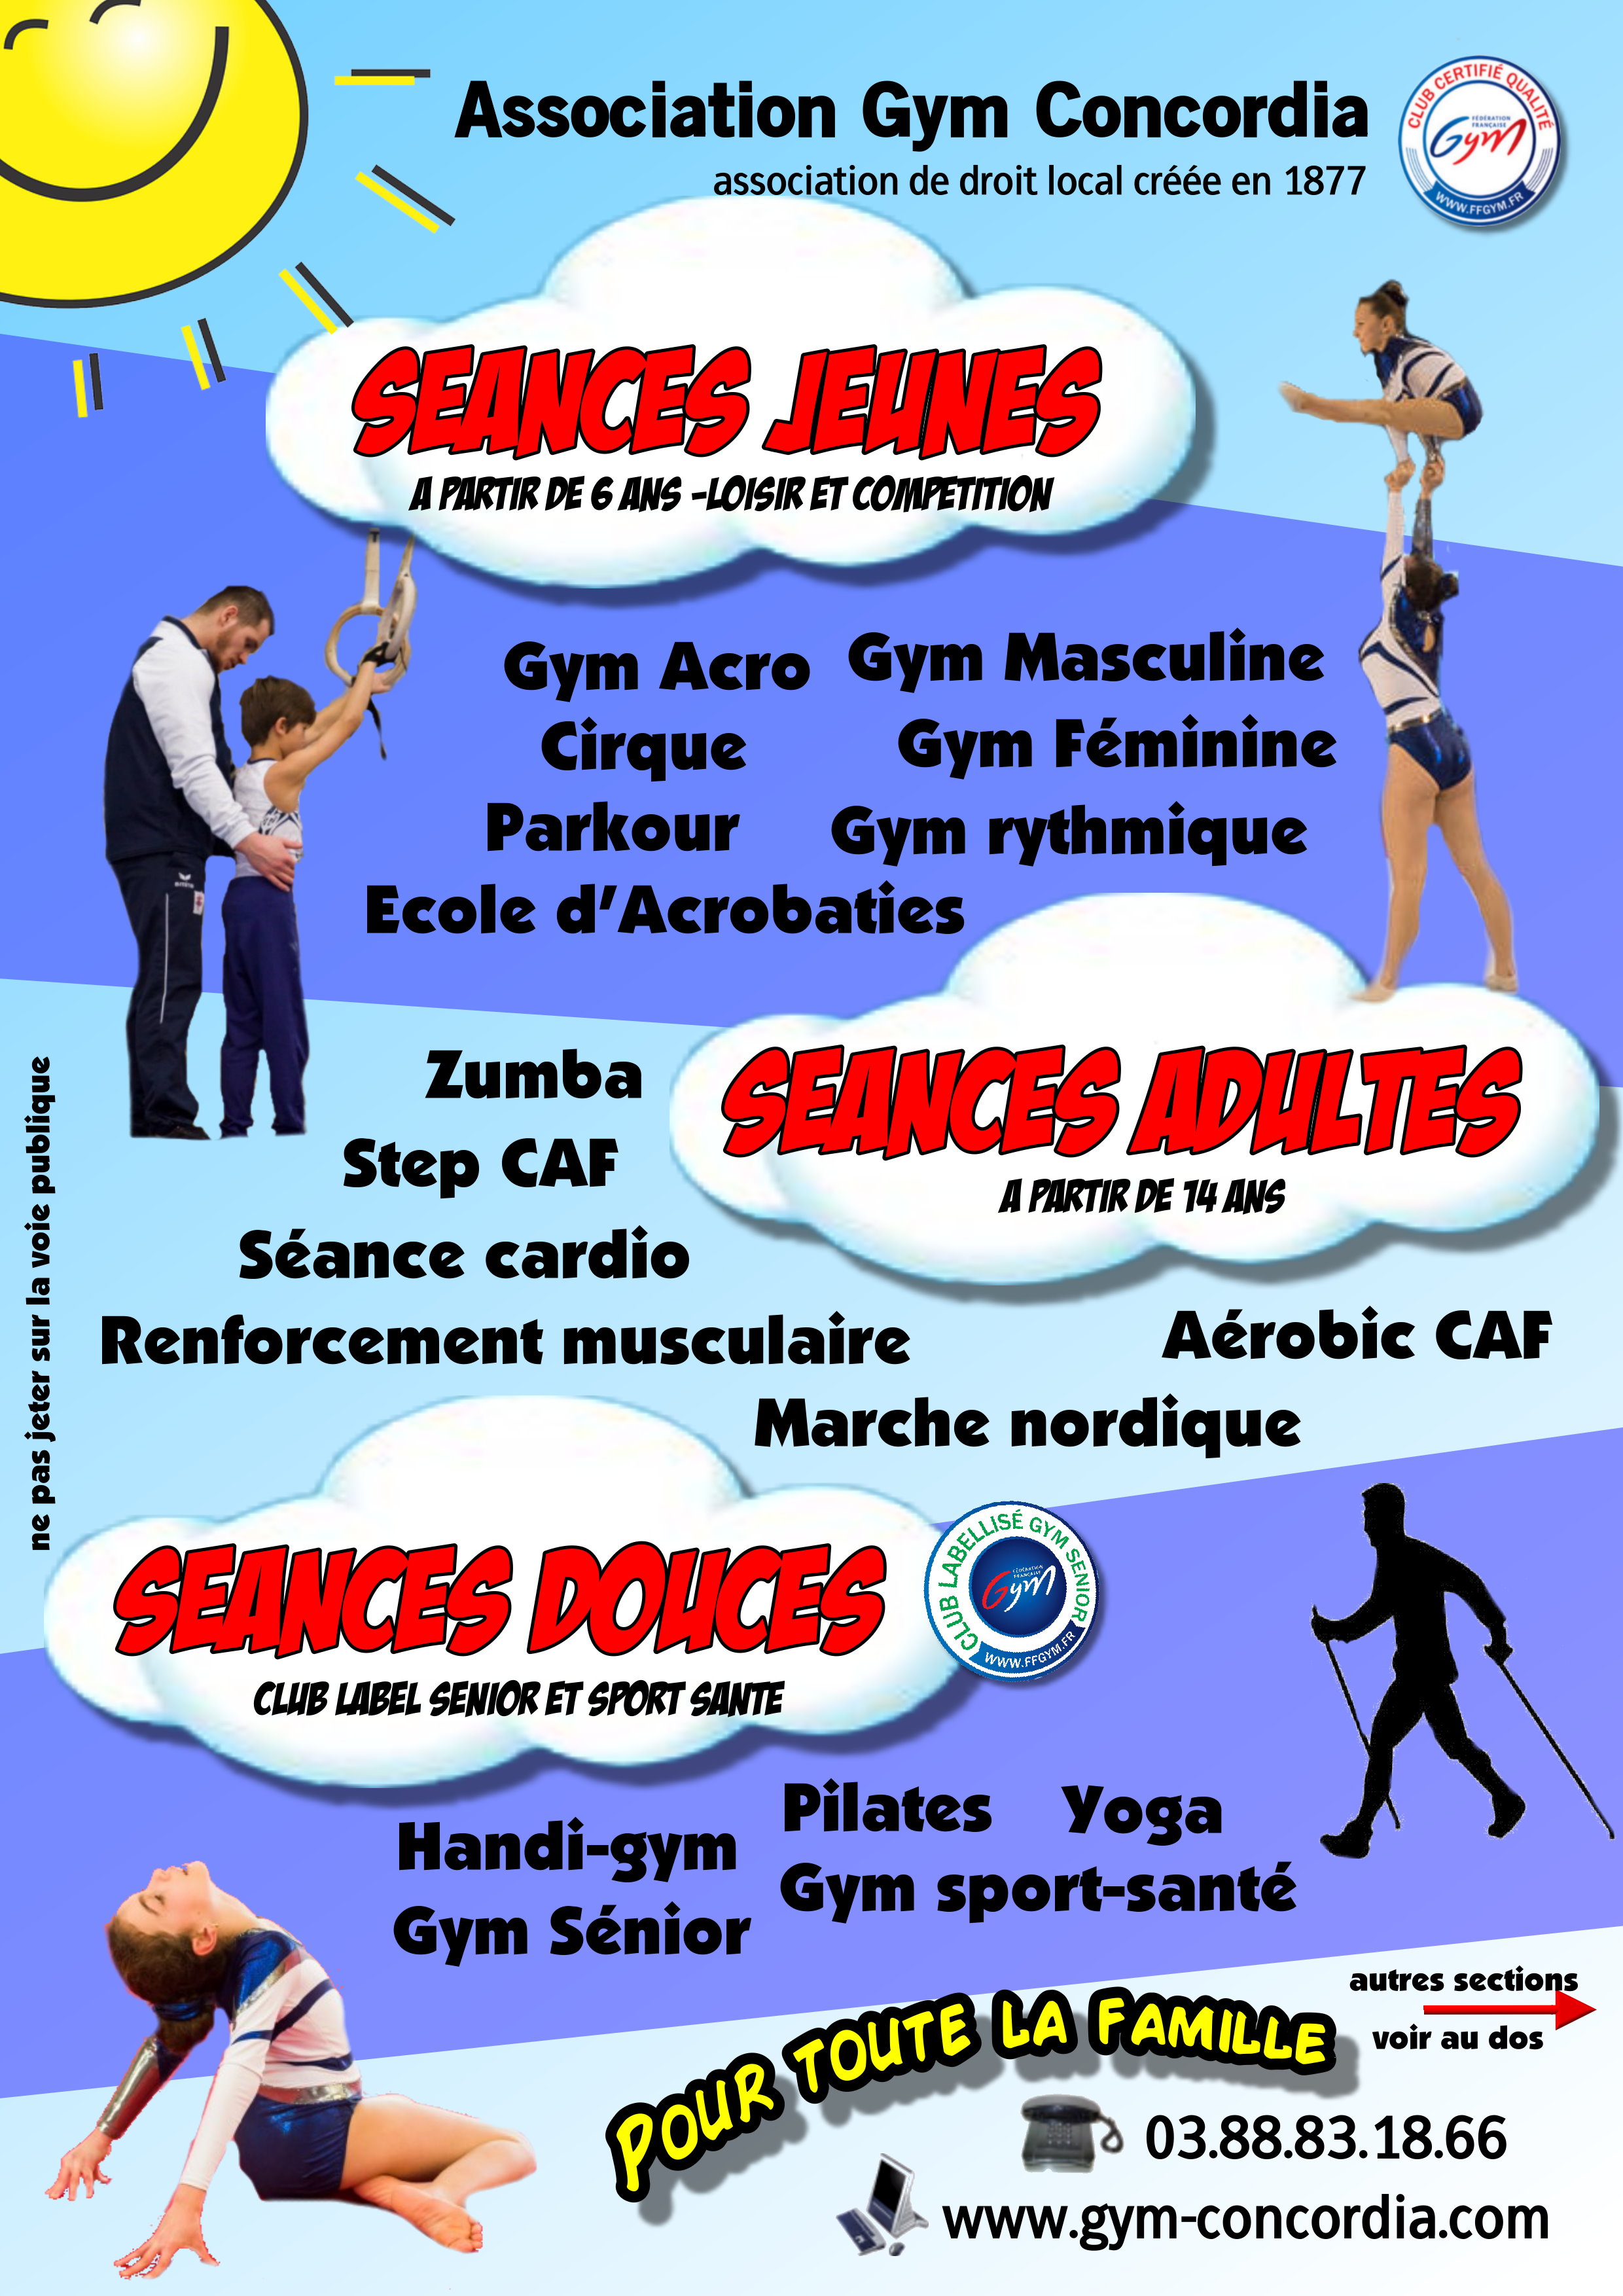 Association Gym Concordia
association de droit local créée en 1877
CLUB CERTIFIÉ QUALITÉ
FÉDÉRATION
FRANÇAISE
Gym
WWW.FFGYM.FR
SEANCES JEUNES
A PARTIR DE 6 ANS -LOISIR ET COMPETITION
Gym Acro
Gym Masculine
Cirque
Gym Féminine
Parkour
Gym rythmique
Ecole d'Acrobaties
SEANCES ADULTES
A PARTIR DE 14 ANS
Zumba
Step CAF
Séance cardio
Renforcement musculaire
Aérobic CAF
Marche nordique
ne pas jeter sur la voie publique
SEANCES DOUCES
CLUB LABEL SENIOR ET SPORT SANTE
CLUB LABELLISÉ GYM SENIOR
FÉDÉRATION
FRANÇAISE
Gym
WWW.FFGYM.FR
Handi-gym
Pilates
Yoga
Gym Sénior
Gym sport-santé
autres sections
voir au dos
POUR TOUTE LA FAMILLE
03.88.83.18.66
www.gym-concordia.com